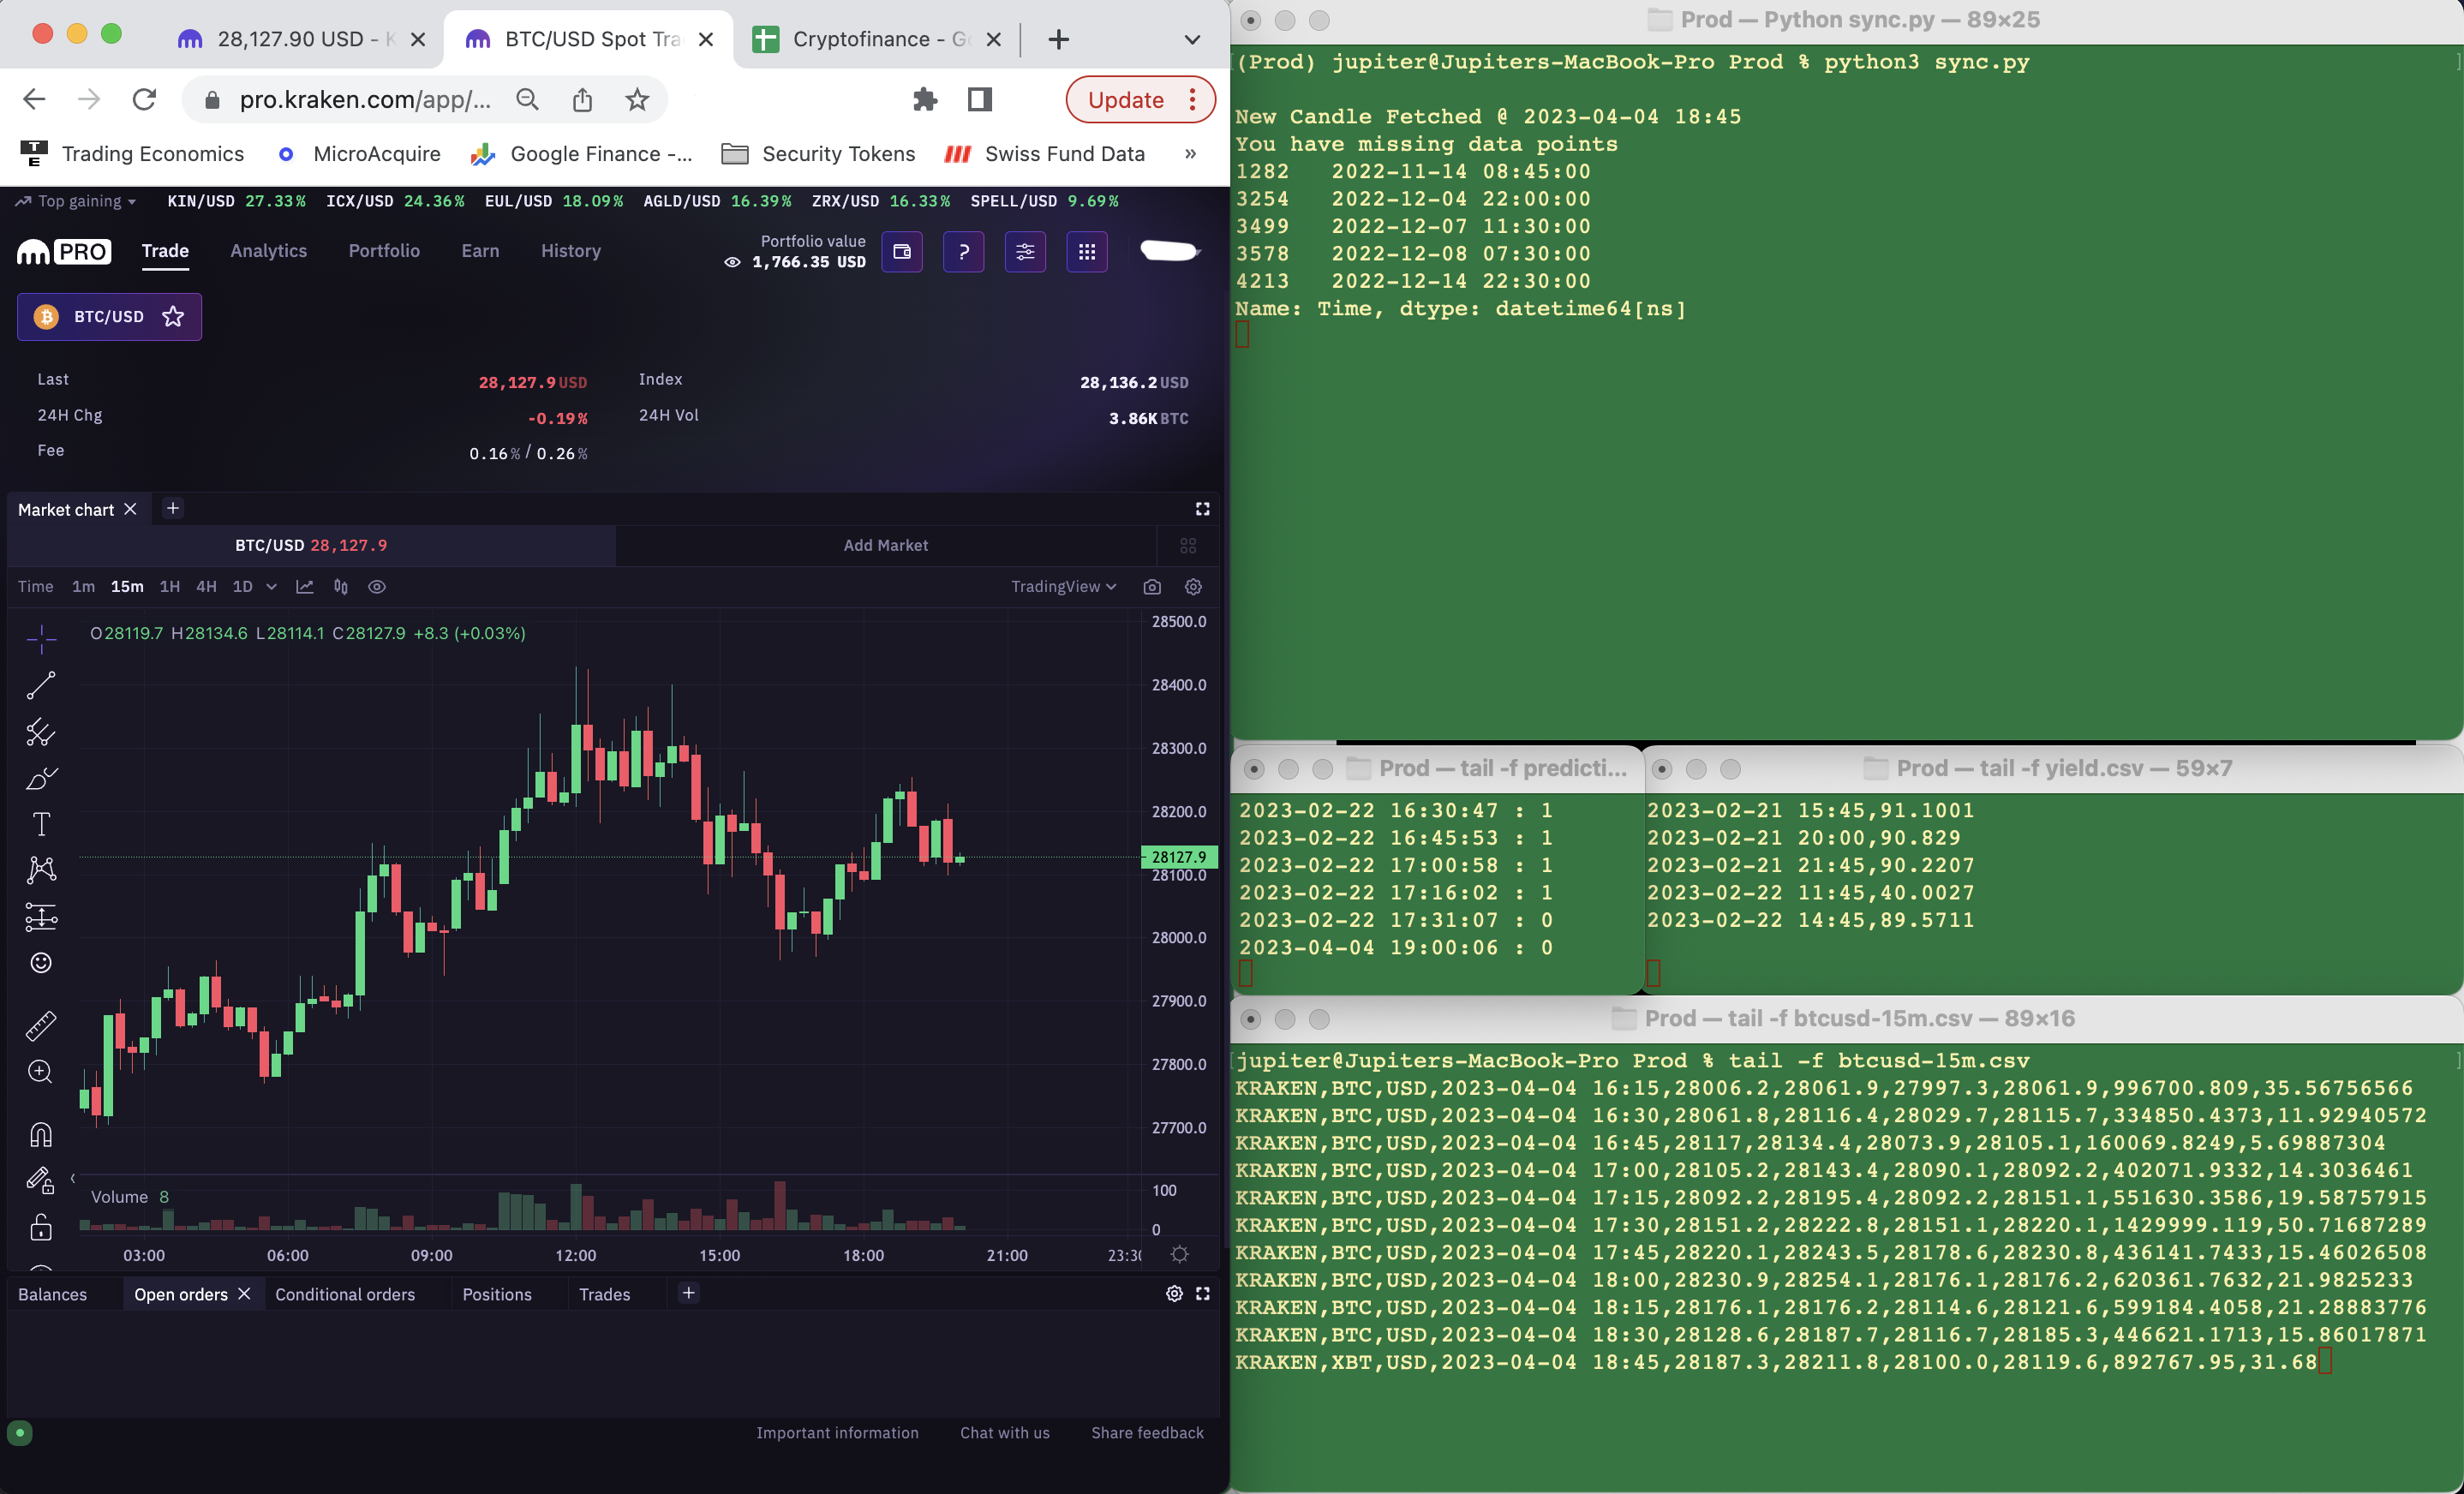 28,127.90 USD - K
BTC/USD Spot Tra
Cryptofinance - Go
pro.kraken.com/app/...
Update
Trading Economics
MicroAcquire
Google Finance -...
Security Tokens
Swiss Fund Data
»
Top gaining KIN/USD 27.33% ICX/USD 24.36% EUL/USD 18.09% AGLD/USD 16.39% ZRX/USD 16.33% SPELL/USD 9.69%
PRO Trade Analytics Portfolio Earn History
Portfolio value
1,766.35 USD
?
BTC/USD
Last 28,127.9 USD Index 28,136.2 USD
24H Chg -0.19% 24H Vol 3.86K BTC
Fee 0.16% / 0.26%
Market chart
BTC/USD 28,127.9 Add Market
Time 1m 15m 1H 4H 1D TradingView
O28119.7 H28134.6 L28114.1 C28127.9 +8.3 (+0.03%)
28500.0
28400.0
28300.0
28200.0
28127.9
28100.0
28000.0
27900.0
27800.0
27700.0
Volume 8
100
0
03:00 06:00 09:00 12:00 15:00 18:00 21:00 23:30
Balances Open orders Conditional orders Positions Trades
Important information Chat with us Share feedback
Prod — Python sync.py — 89×25
(Prod) jupiter@Jupiters-MacBook-Pro Prod % python3 sync.py
New Candle Fetched @ 2023-04-04 18:45
You have missing data points
1282 2022-11-14 08:45:00
3254 2022-12-04 22:00:00
3499 2022-12-07 11:30:00
3578 2022-12-08 07:30:00
4213 2022-12-14 22:30:00
Name: Time, dtype: datetime64[ns]
Prod — tail -f predicti...
2023-02-22 16:30:47 : 1
2023-02-22 16:45:53 : 1
2023-02-22 17:00:58 : 1
2023-02-22 17:16:02 : 1
2023-02-22 17:31:07 : 0
2023-04-04 19:00:06 : 0
Prod — tail -f yield.csv — 59×7
2023-02-21 15:45,91.1001
2023-02-21 20:00,90.829
2023-02-21 21:45,90.2207
2023-02-22 11:45,40.0027
2023-02-22 14:45,89.5711
Prod — tail -f btcusd-15m.csv — 89×16
jupiter@Jupiters-MacBook-Pro Prod % tail -f btcusd-15m.csv
KRAKEN,BTC,USD,2023-04-04 16:15,28006.2,28061.9,27997.3,28061.9,996700.809,35.56756566
KRAKEN,BTC,USD,2023-04-04 16:30,28061.8,28116.4,28029.7,28115.7,334850.4373,11.92940572
KRAKEN,BTC,USD,2023-04-04 16:45,28117,28134.4,28073.9,28105.1,160069.8249,5.69887304
KRAKEN,BTC,USD,2023-04-04 17:00,28105.2,28143.4,28090.1,28092.2,402071.9332,14.3036461
KRAKEN,BTC,USD,2023-04-04 17:15,28092.2,28195.4,28092.2,28151.1,551630.3586,19.58757915
KRAKEN,BTC,USD,2023-04-04 17:30,28151.2,28222.8,28151.1,28220.1,1429999.119,50.71687289
KRAKEN,BTC,USD,2023-04-04 17:45,28220.1,28243.5,28178.6,28230.8,436141.7433,15.46026508
KRAKEN,BTC,USD,2023-04-04 18:00,28230.9,28254.1,28176.1,28176.2,620361.7632,21.9825233
KRAKEN,BTC,USD,2023-04-04 18:15,28176.1,28176.2,28114.6,28121.6,599184.4058,21.28883776
KRAKEN,BTC,USD,2023-04-04 18:30,28128.6,28187.7,28116.7,28185.3,446621.1713,15.86017871
KRAKEN,XBT,USD,2023-04-04 18:45,28187.3,28211.8,28100.0,28119.6,892767.95,31.68